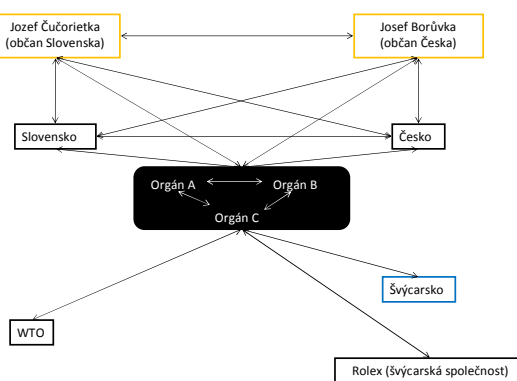 Jozef Čučorietka
(občan Slovenska)
Josef Borůvka
(občan Česka)
Slovensko
Česko
Orgán A
Orgán B
Orgán C
Švýcarsko
WTO
Rolex (švýcarská společnost)